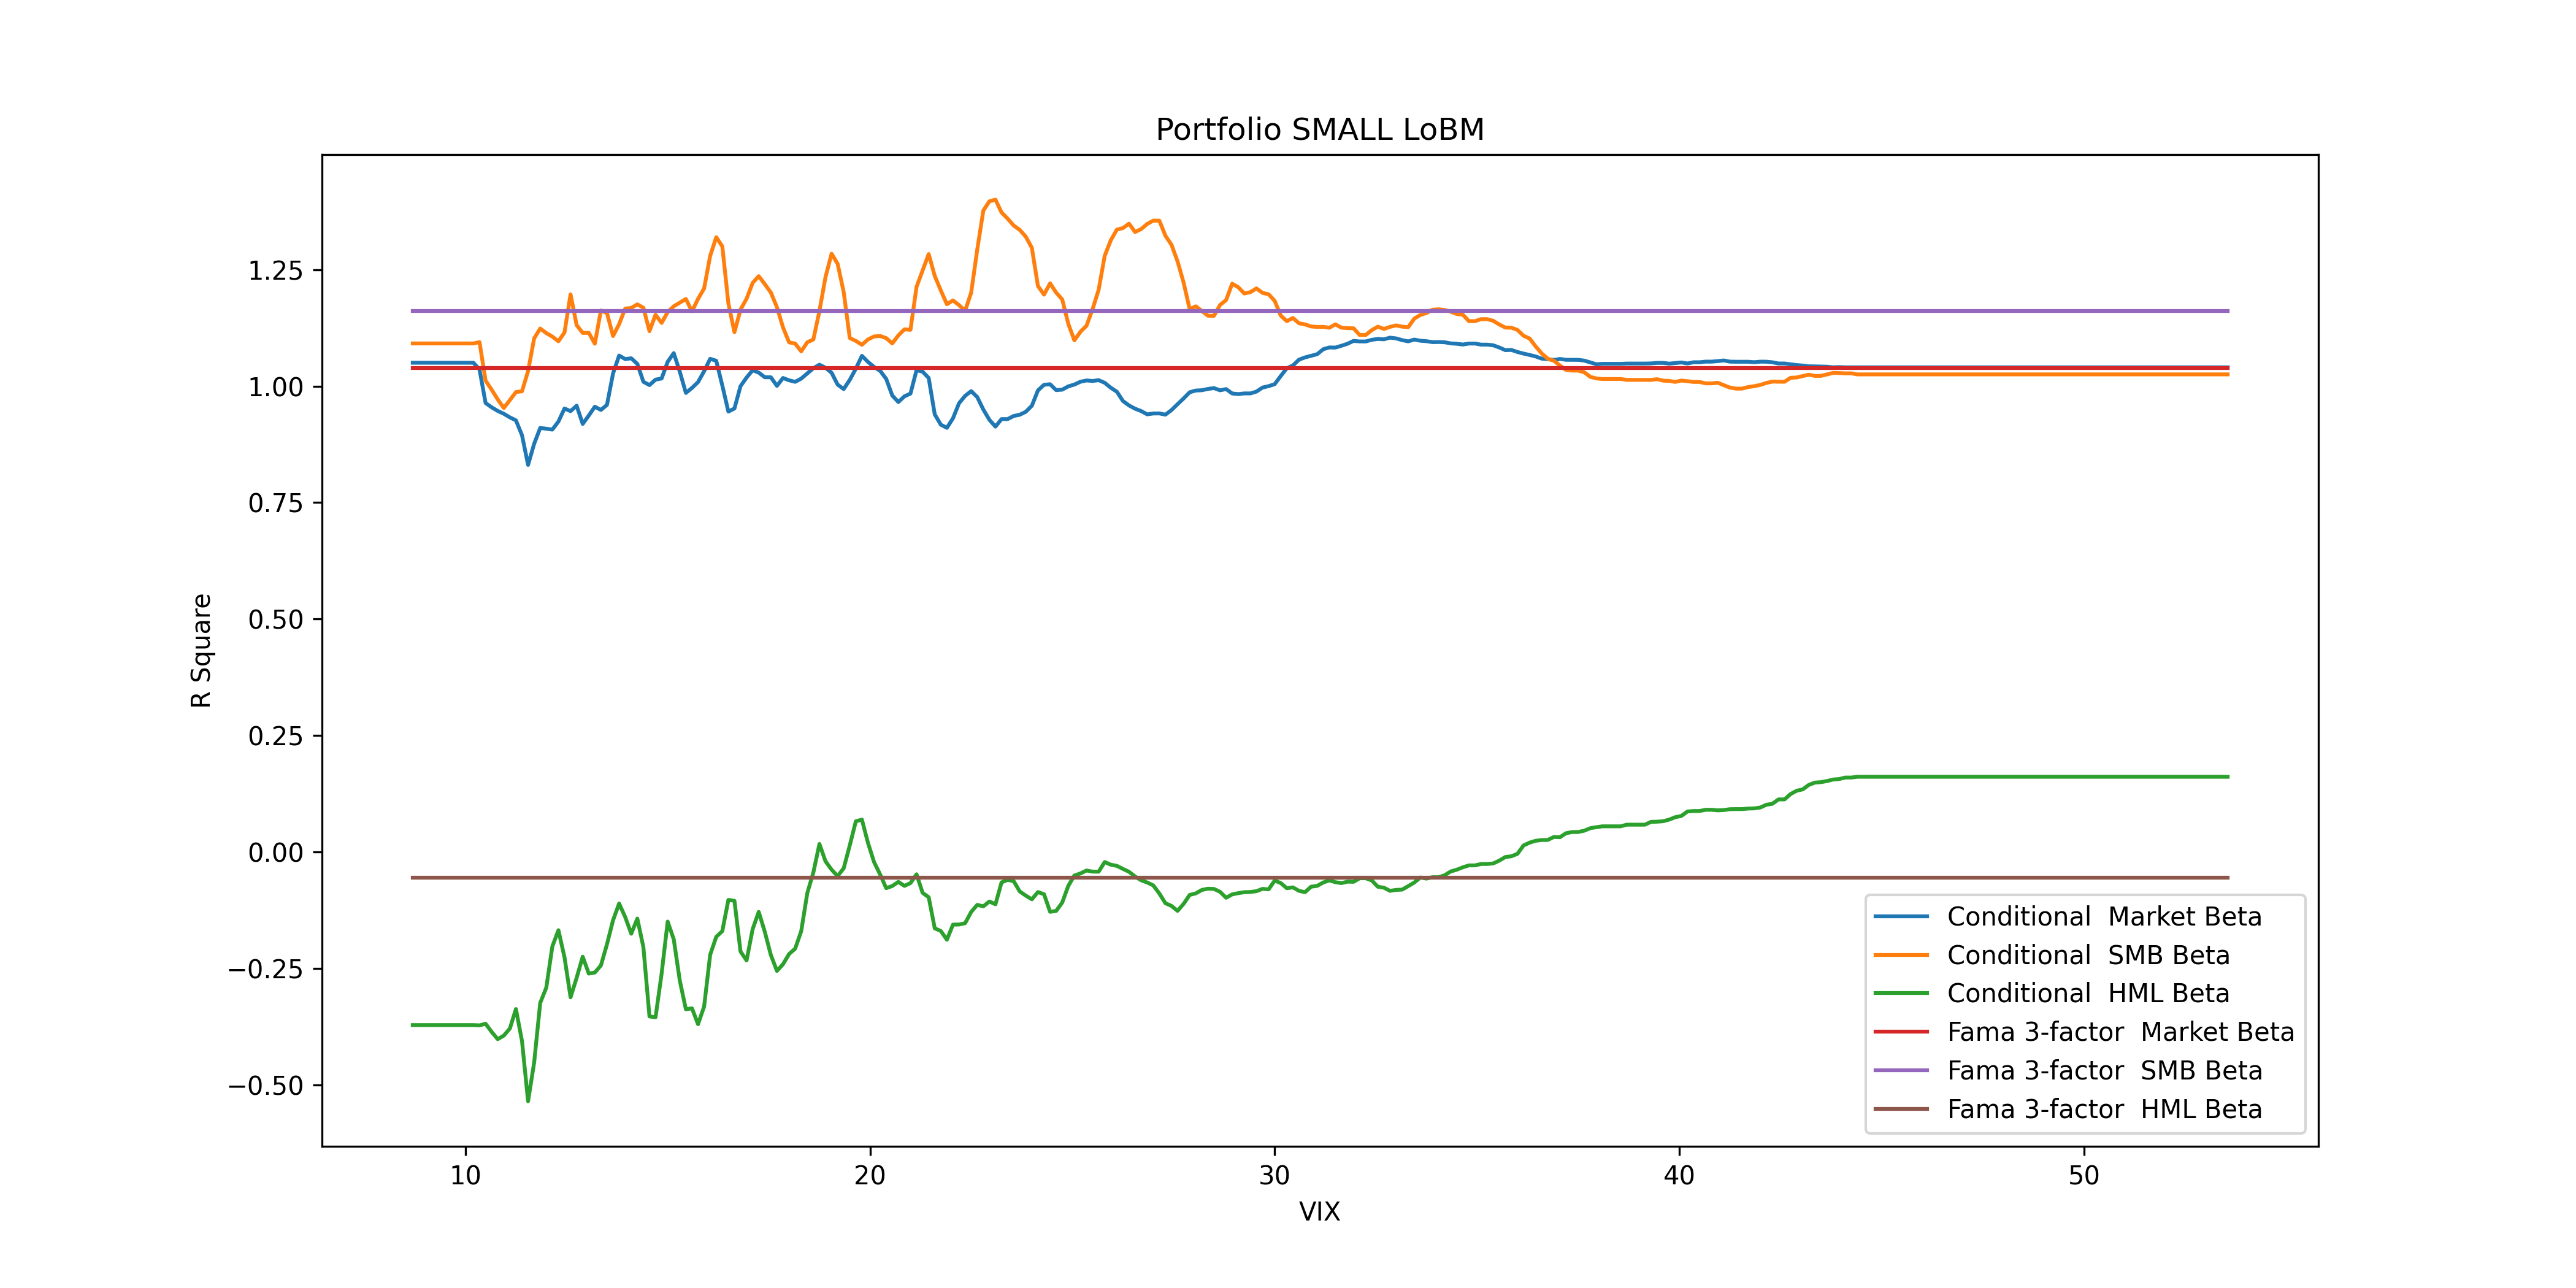 Portfolio SMALL LoBM
R Square
1.25
1.00
0.75
0.50
0.25
0.00
−0.25
−0.50
10 20 30 40 50
VIX
Conditional  Market Beta
Conditional  SMB Beta
Conditional  HML Beta
Fama 3-factor  Market Beta
Fama 3-factor  SMB Beta
Fama 3-factor  HML Beta